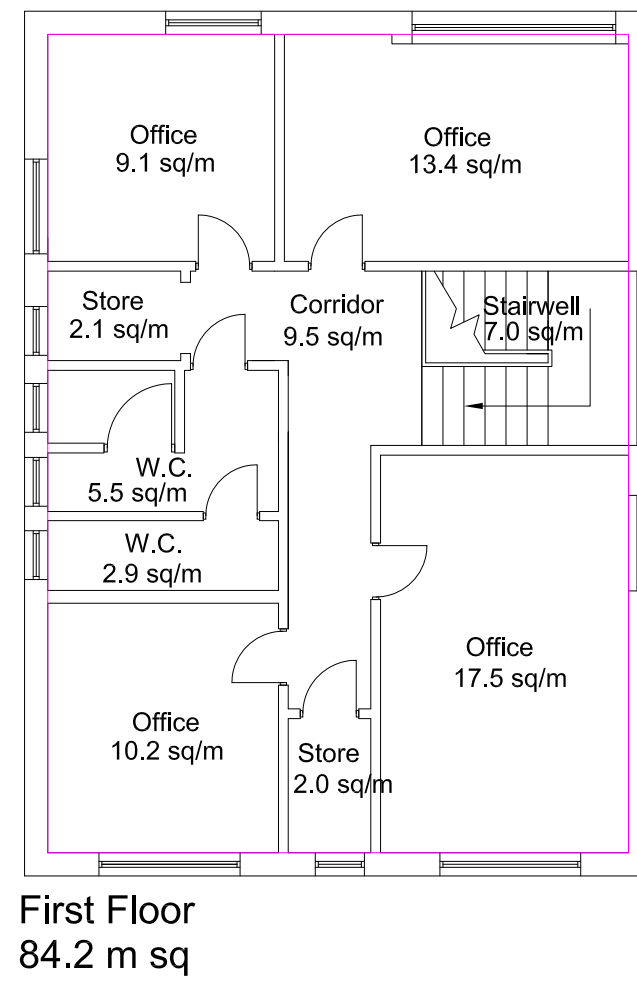 Office
9.1 sq/m
Office
13.4 sq/m
Store
2.1 sq/m
Corridor
9.5 sq/m
Stairwell
7.0 sq/m
W.C.
5.5 sq/m
W.C.
2.9 sq/m
Office
17.5 sq/m
Office
10.2 sq/m
Store
2.0 sq/m
First Floor
84.2 m sq